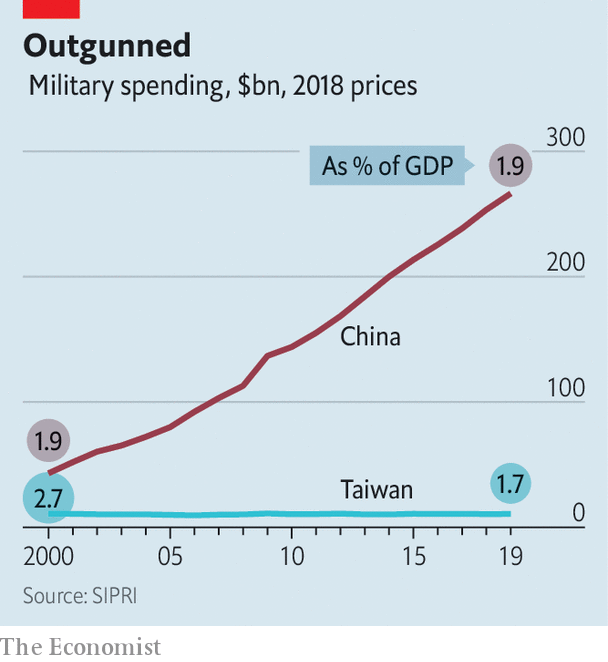 Outgunned
Military spending, $bn, 2018 prices
300
As % of GDP
1.9
200
China
100
1.9
2.7
Taiwan
1.7
0
2000 05 10 15 19
Source: SIPRI
The Economist